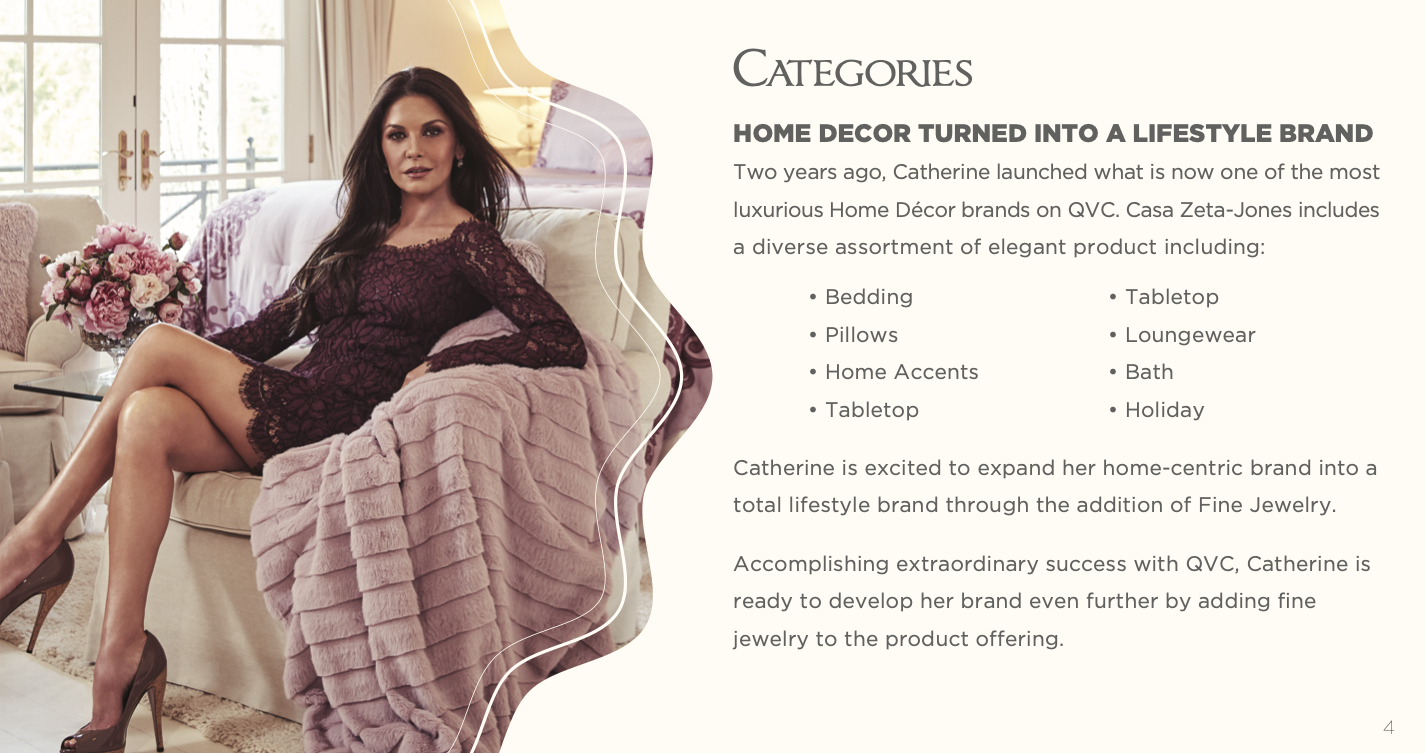 CATEGORIES
HOME DECOR TURNED INTO A LIFESTYLE BRAND
Two years ago, Catherine launched what is now one of the most
luxurious Home Décor brands on QVC. Casa Zeta-Jones includes
a diverse assortment of elegant product including:
• Bedding
• Pillows
• Home Accents
• Tabletop
• Tabletop
• Loungewear
• Bath
• Holiday
Catherine is excited to expand her home-centric brand into a
total lifestyle brand through the addition of Fine Jewelry.
Accomplishing extraordinary success with QVC, Catherine is
ready to develop her brand even further by adding fine
jewelry to the product offering.
4